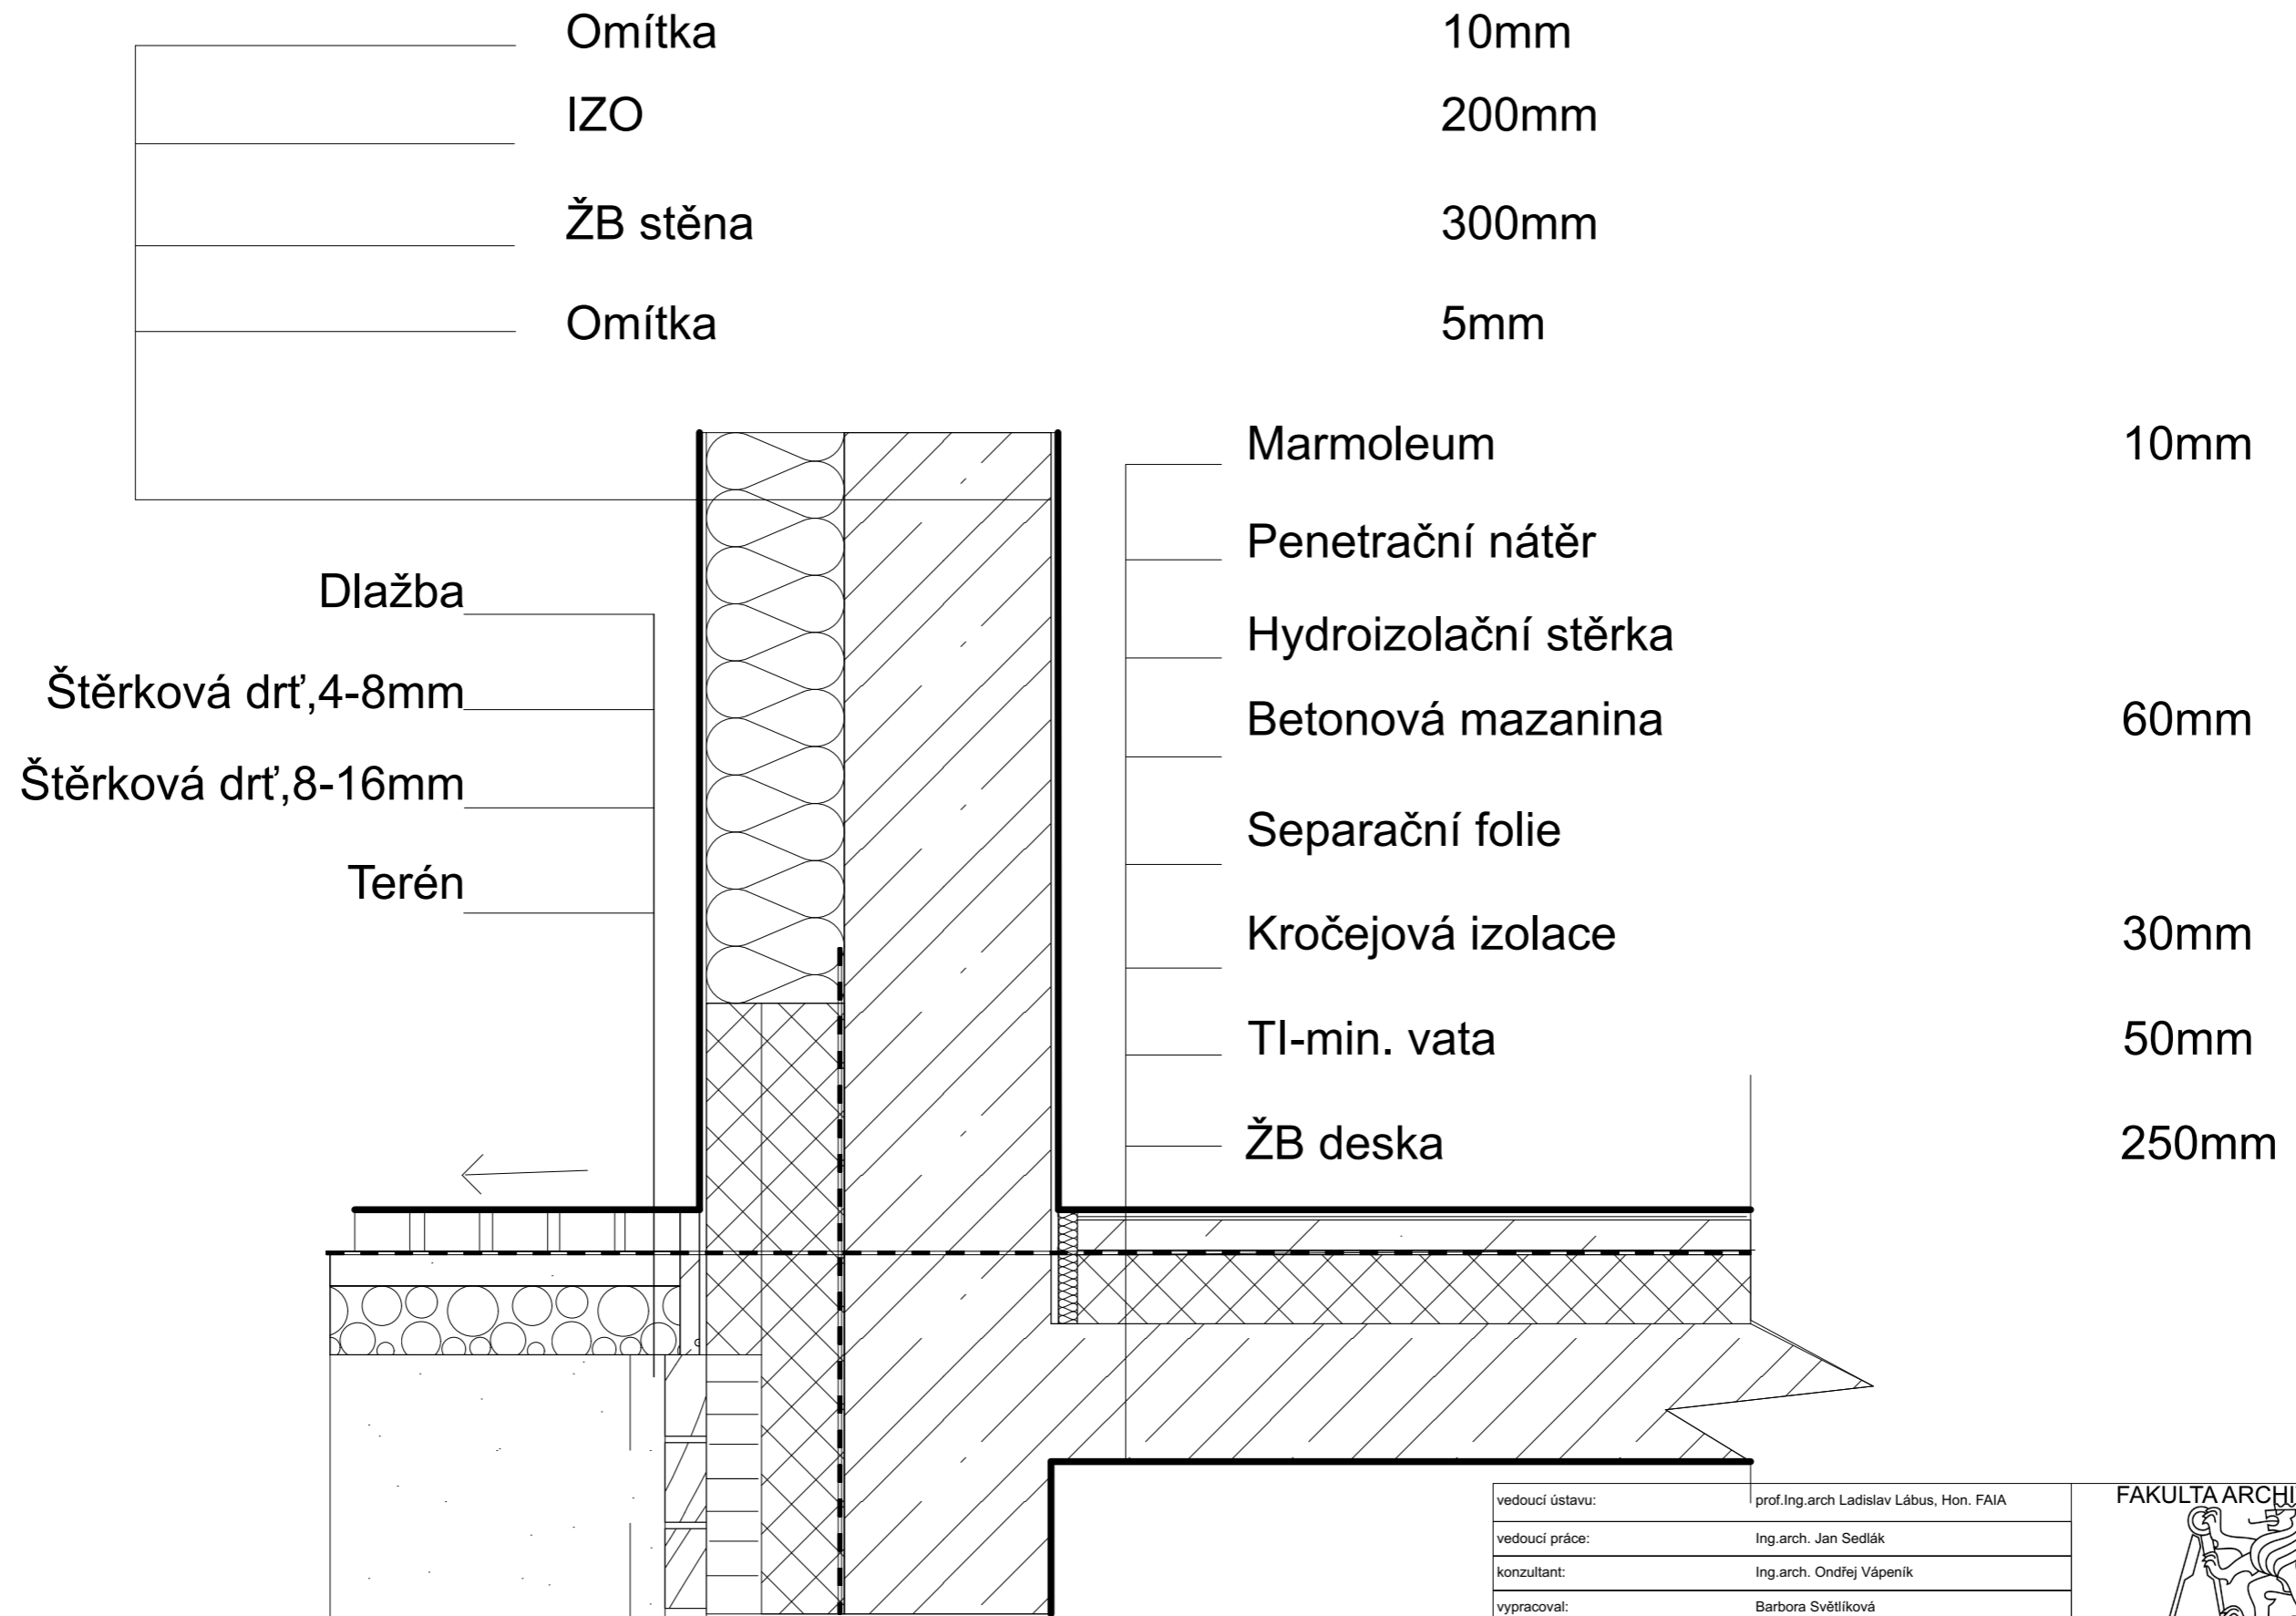 Omítka 10mm
IZO 200mm
ŽB stěna 300mm
Omítka 5mm
Marmoleum 10mm
Penetrační nátěr
Hydroizolační stěrka
Betonová mazanina 60mm
Separační folie
Kročejová izolace 30mm
TI-min. vata 50mm
ŽB deska 250mm
Dlažba
Štěrková drť,4-8mm
Štěrková drť,8-16mm
Terén
vedoucí ústavu: prof.Ing.arch Ladislav Lábus, Hon. FAIA
vedoucí práce: Ing.arch. Jan Sedlák
konzultant: Ing.arch. Ondřej Vápeník
vypracoval: Barbora Světlíková
FAKULTA